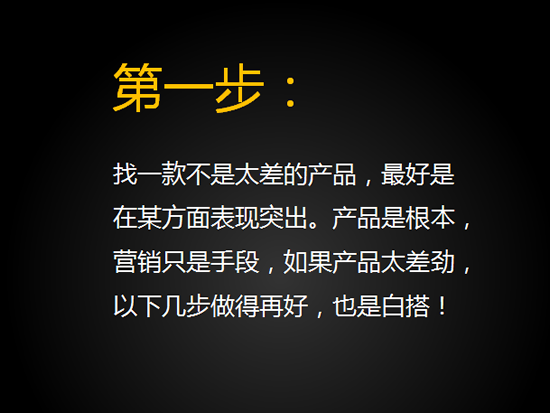 第一步：
找一款不是太差的产品，最好是
在某方面表现突出。产品是根本，
营销只是手段，如果产品太差劲，
以下几步做得再好，也是白搭！